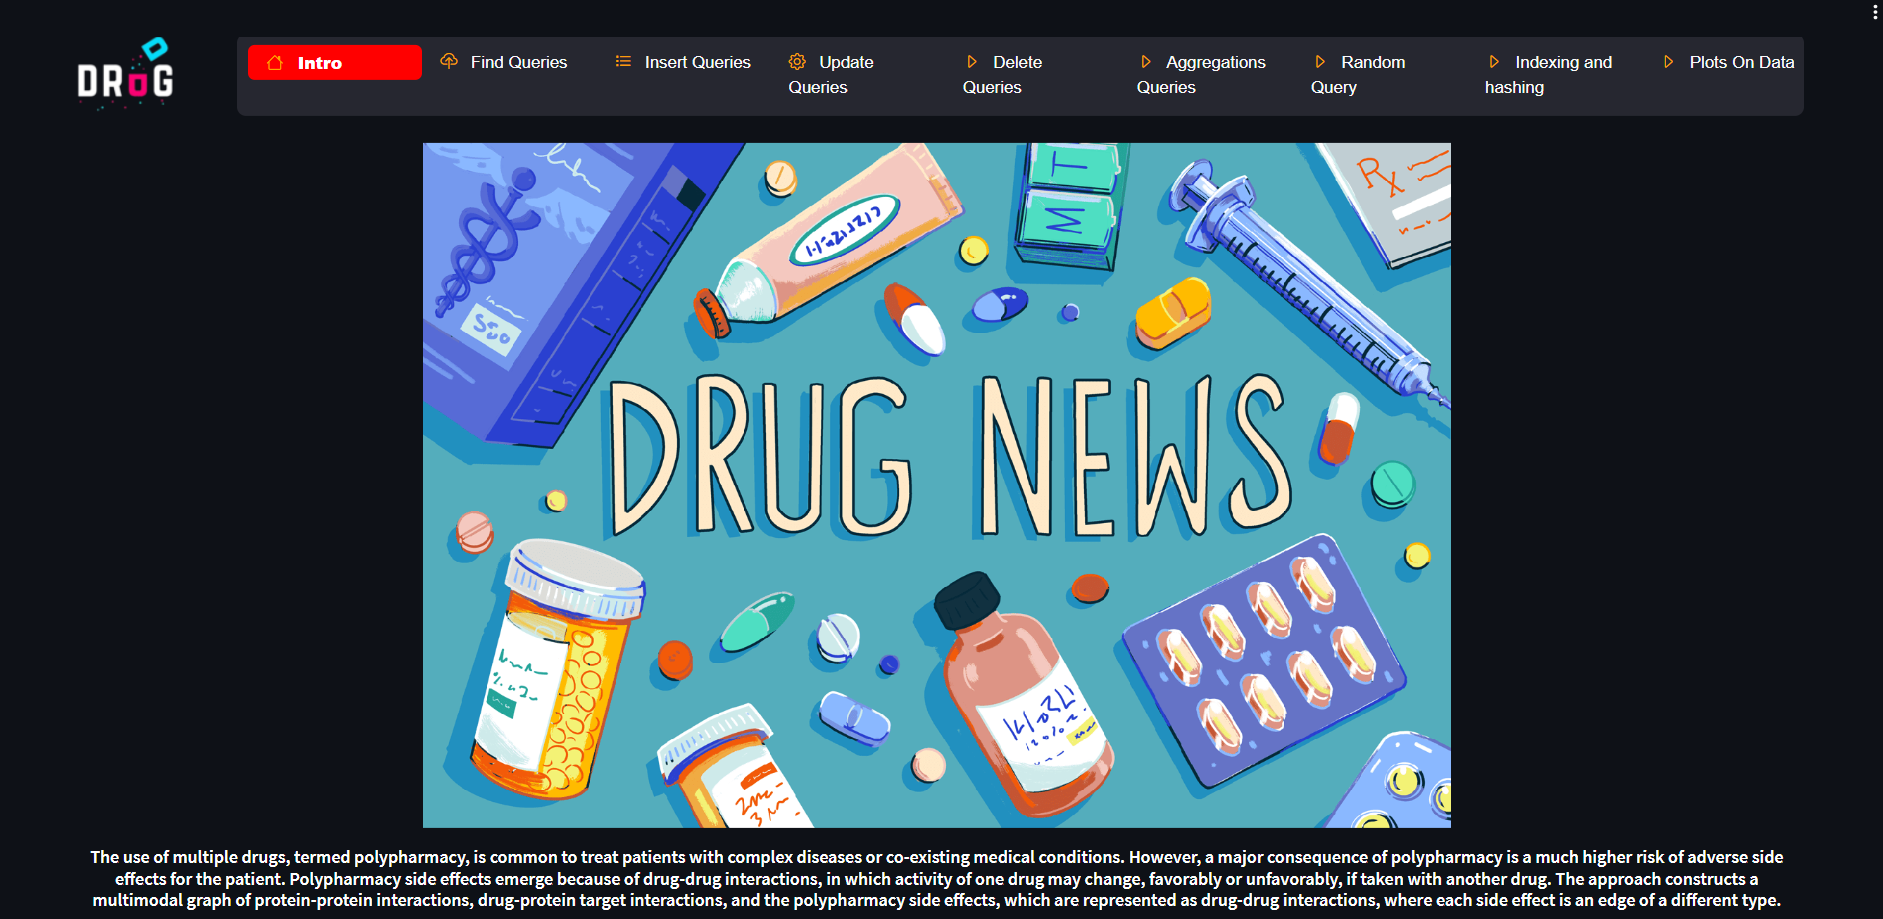 DRUG
Intro
Find Queries
Insert Queries
Update
Queries
Delete
Queries
Aggregations
Queries
Random
Query
Indexing and
hashing
Plots On Data
M T
Rx
DRUG NEWS
The use of multiple drugs, termed polypharmacy, is common to treat patients with complex diseases or co-existing medical conditions. However, a major consequence of polypharmacy is a much higher risk of adverse side
effects for the patient. Polypharmacy side effects emerge because of drug-drug interactions, in which activity of one drug may change, favorably or unfavorably, if taken with another drug. The approach constructs a
multimodal graph of protein-protein interactions, drug-protein target interactions, and the polypharmacy side effects, which are represented as drug-drug interactions, where each side effect is an edge of a different type.